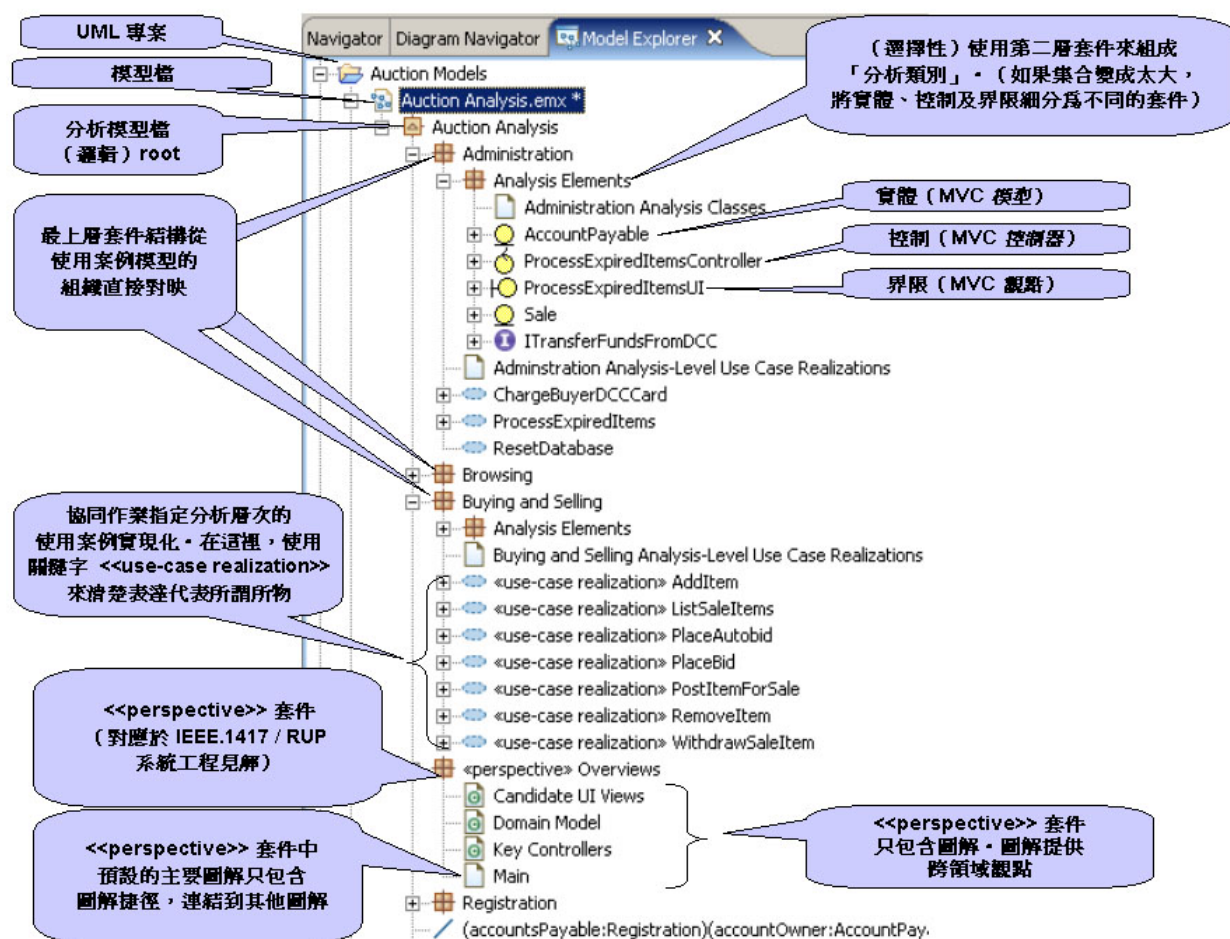 UML 專案
模型檔
分析模型檔
（邏輯）root
最上層套件結構從
使用案例模型的
組織直接對映
協同作業指定分析層次的
使用案例實現化。在這裡，使用
關鍵字 <<use-case realization>>
來清楚表達代表所謂所物
<<perspective>> 套件
（對應於 IEEE.1417 / RUP
系統工程見解）
<<perspective>> 套件中
預設的主要圖解只包含
圖解捷徑，連結到其他圖解
Navigator
Diagram Navigator
Model Explorer
Auction Models
Auction Analysis.emx *
Auction Analysis
Administration
Analysis Elements
Administration Analysis Classes
AccountPayable
ProcessExpiredItemsController
ProcessExpiredItemsUI
Sale
ITransferFundsFromDCC
Adminstration Analysis-Level Use Case Realizations
ChargeBuyerDCCCard
ProcessExpiredItems
ResetDatabase
Browsing
Buying and Selling
Analysis Elements
Buying and Selling Analysis-Level Use Case Realizations
«use-case realization» AddItem
«use-case realization» ListSaleItems
«use-case realization» PlaceAutobid
«use-case realization» PlaceBid
«use-case realization» PostItemForSale
«use-case realization» RemoveItem
«use-case realization» WithdrawSaleItem
«perspective» Overviews
Candidate UI Views
Domain Model
Key Controllers
Main
Registration
(accountsPayable:Registration)(accountOwner:AccountPay
（選擇性）使用第二層套件來組成
「分析類別」。（如果集合變成太大，
將實體、控制及界限細分為不同的套件）
實體（MVC 模型）
控制（MVC 控制器）
界限（MVC 觀點）
<<perspective>> 套件
只包含圖解。圖解提供
跨領域觀點